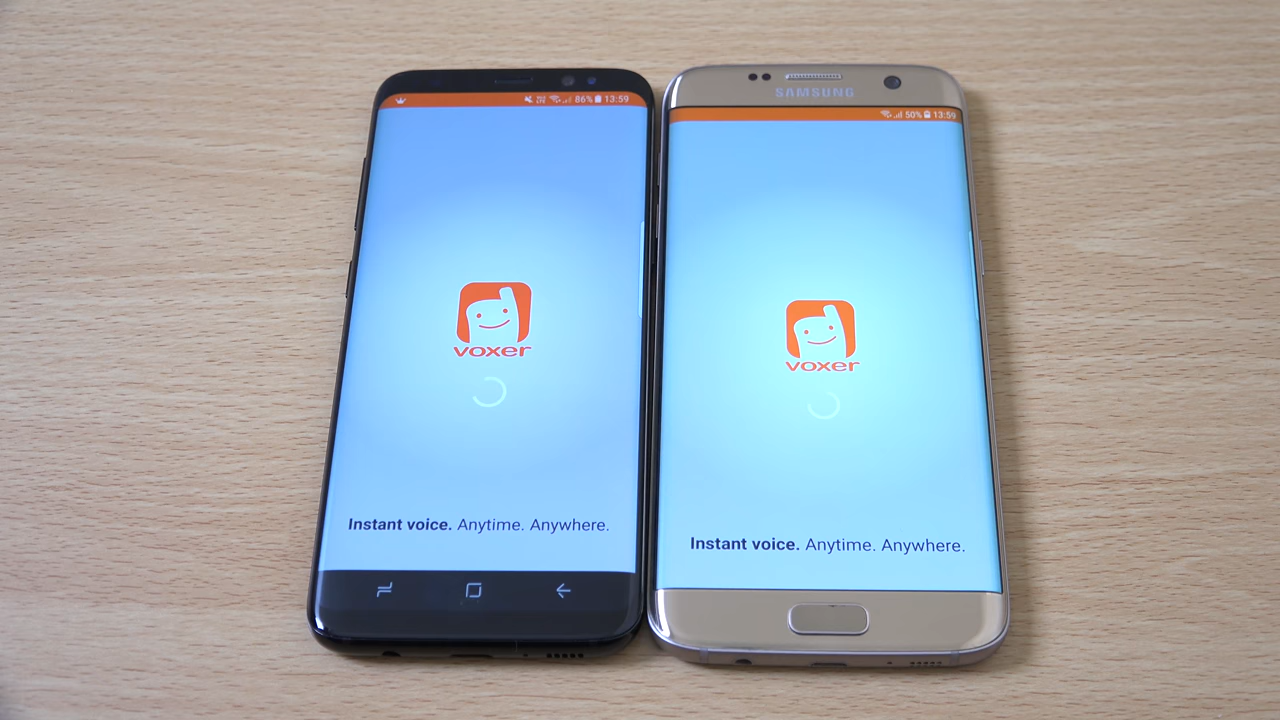 86% 13:59
voxer
Instant voice. Anytime. Anywhere.
SAMSUNG
50% 13:59
voxer
Instant voice. Anytime. Anywhere.